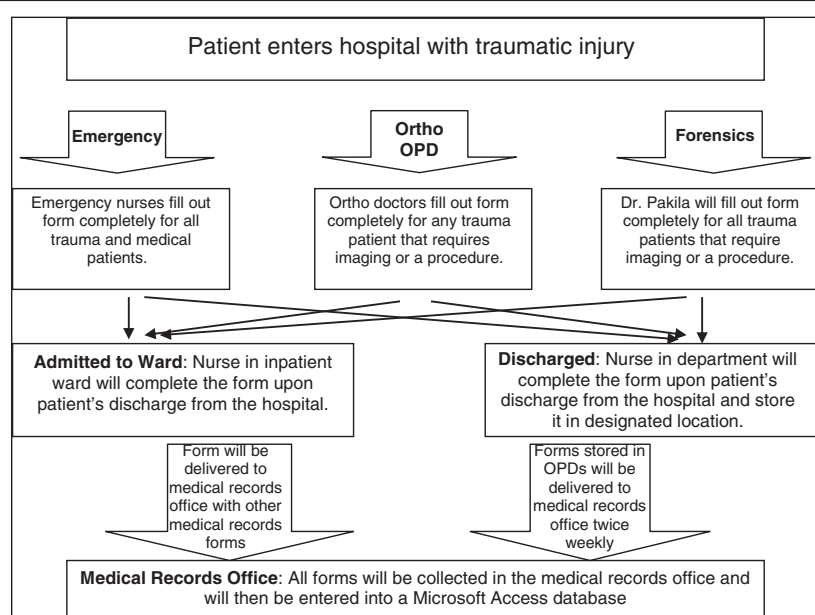 Patient enters hospital with traumatic injury
Emergency
Ortho
OPD
Forensics
Emergency nurses fill out
form completely for all
trauma and medical
patients.
Ortho doctors fill out form
completely for any trauma
patient that requires
imaging or a procedure.
Dr. Pakila will fill out form
completely for all trauma
patients that require
imaging or a procedure.
Admitted to Ward: Nurse in inpatient
ward will complete the form upon
patient's discharge from the hospital.
Discharged: Nurse in department will
complete the form upon patient's
discharge from the hospital and store
it in designated location.
Form will be
delivered to
medical records
office with other
medical records
forms
Forms stored in
OPDs will be
delivered to
medical records
office twice
weekly
Medical Records Office: All forms will be collected in the medical records office and
will then be entered into a Microsoft Access database